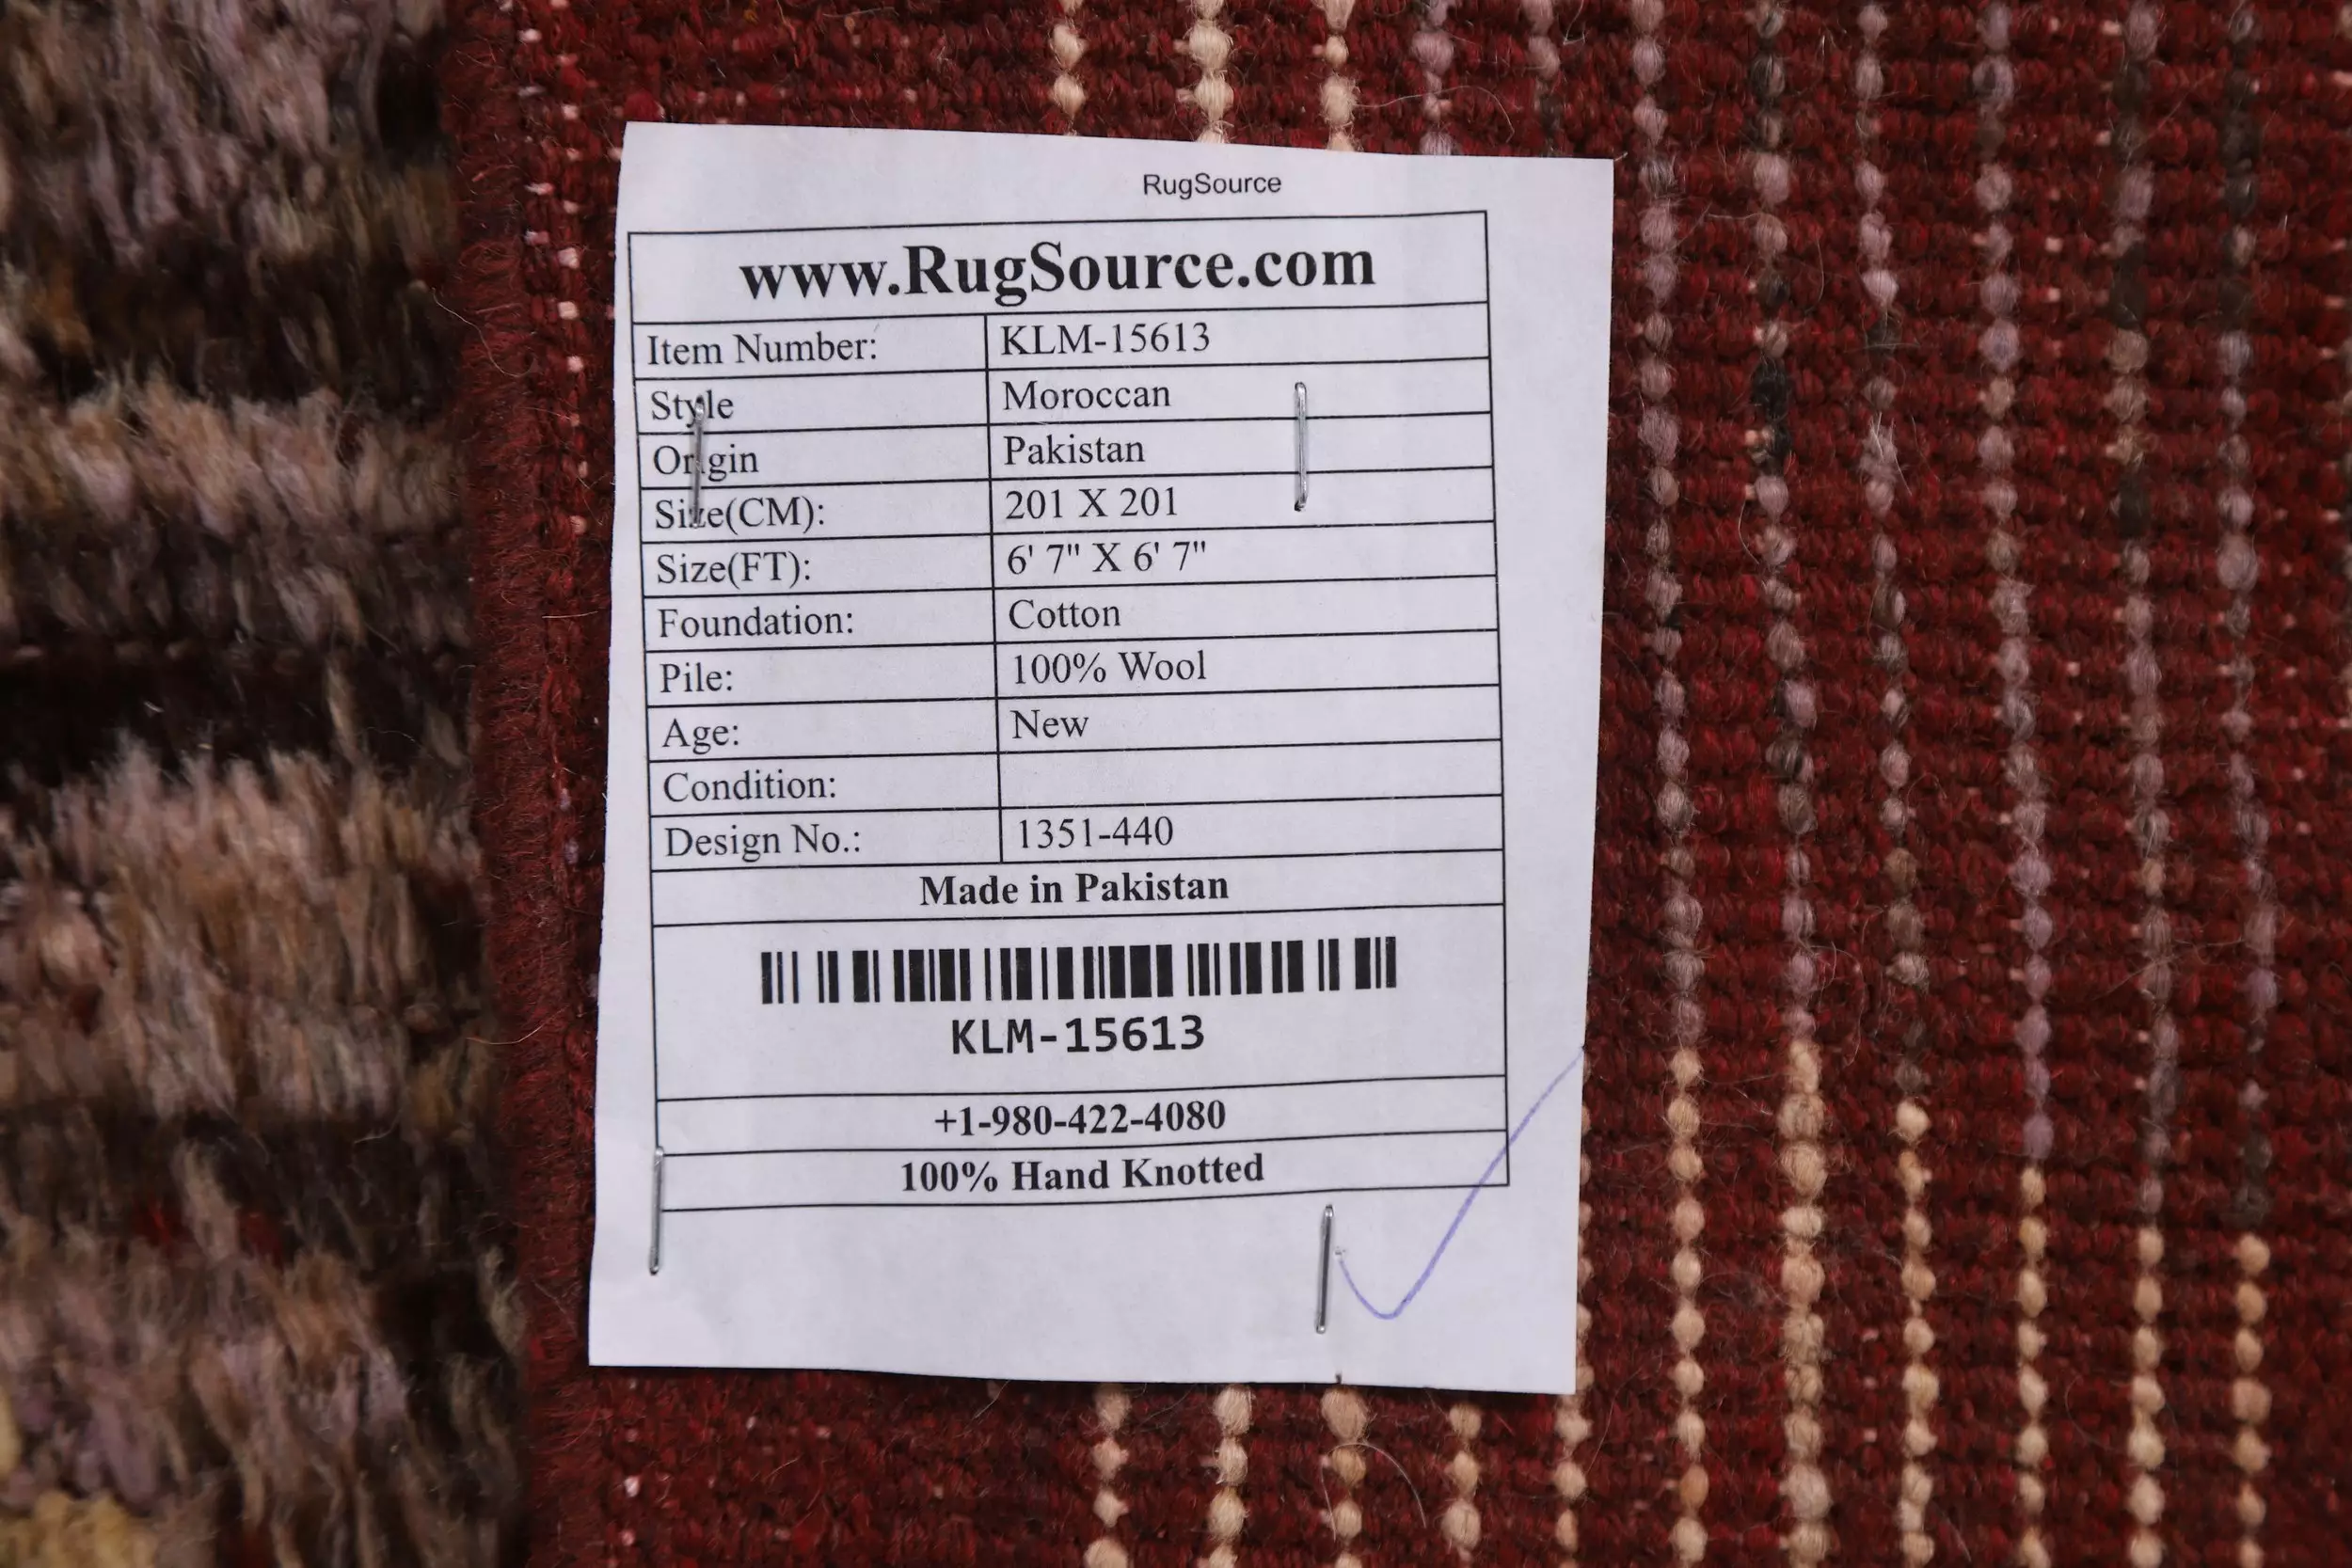 RugSource
www.RugSource.com
Item Number: KLM-15613
Style Moroccan
Origin Pakistan
Size(CM): 201 X 201
Size(FT): 6' 7" X 6' 7"
Foundation: Cotton
Pile: 100% Wool
Age: New
Condition:
Design No.: 1351-440
Made in Pakistan
KLM-15613
+1-980-422-4080
100% Hand Knotted